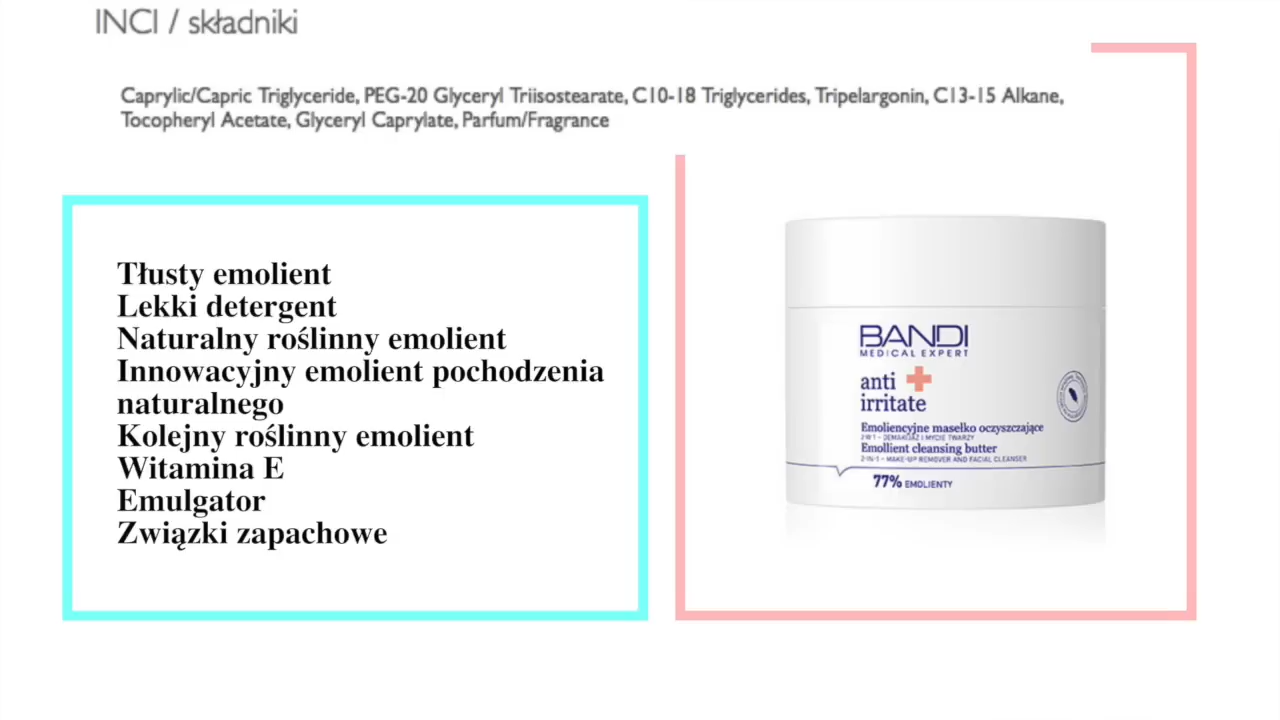 INCI / składniki
Caprylic/Capric Triglyceride, PEG-20 Glyceryl Triisostearate, C10-18 Triglycerides, Tripelargonin, C13-15 Alkane,
Tocopheryl Acetate, Glyceryl Caprylate, Parfum/Fragrance
Tłusty emolient
Lekki detergent
Naturalny roślinny emolient
Innowacyjny emolient pochodzenia
naturalnego
Kolejny roślinny emolient
Witamina E
Emulgator
Związki zapachowe
BANDI
MEDICAL EXPERT
anti
irritate
Emoliencyjne masełko oczyszczające
2-W-1 - DEMAKIJAŻ I MYCIE TWARZY
Emollient cleansing butter
2-IN-1 - MAKE-UP REMOVER AND FACIAL CLEANSER
77% EMOLIENTY